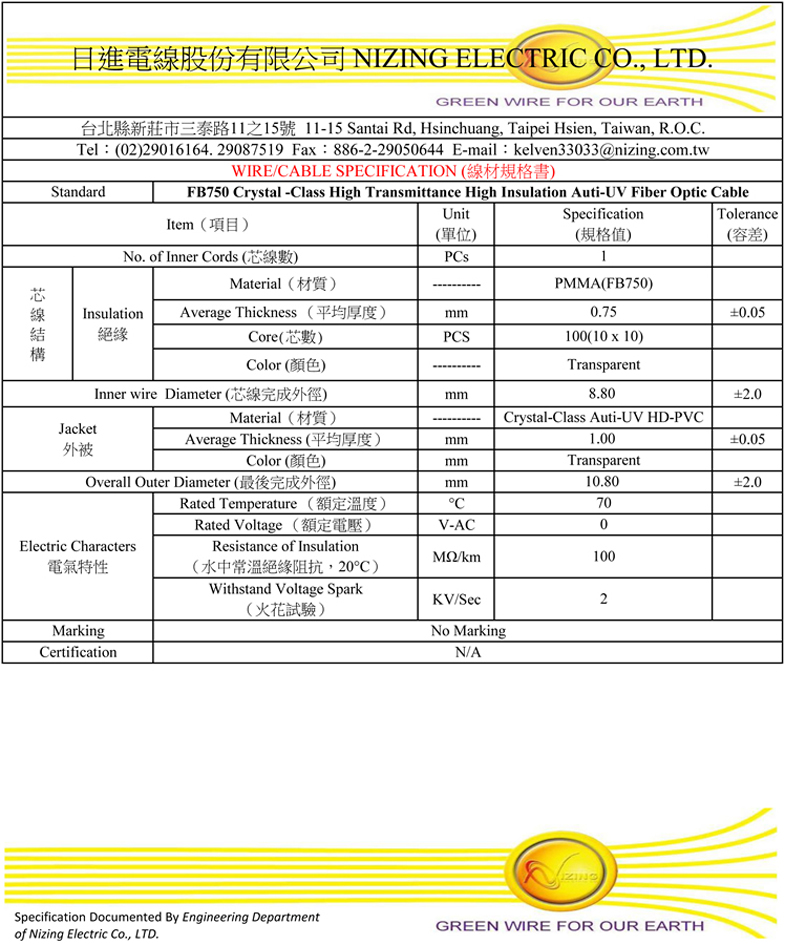 日進電線股份有限公司 NIZING ELECTRIC CO., LTD.
GREEN WIRE FOR OUR EARTH
台北縣新莊市三泰路11之15號 11-15 Santai Rd, Hsinchuang, Taipei Hsien, Taiwan, R.O.C.
Tel：(02)29016164. 29087519 Fax：886-2-29050644 E-mail：kelven33033@nizing.com.tw
WIRE/CABLE SPECIFICATION (線材規格書)
Standard FB750 Crystal -Class High Transmittance High Insulation Auti-UV Fiber Optic Cable
Item（項目） Unit (單位) Specification (規格值) Tolerance (容差)
No. of Inner Cords (芯線數) PCs 1
芯線結構 Insulation 絕緣 Material（材質） ---------- PMMA(FB750)
Average Thickness （平均厚度） mm 0.75 ±0.05
Core(芯數) PCS 100(10 x 10)
Color (顏色) ---------- Transparent
Inner wire Diameter (芯線完成外徑) mm 8.80 ±2.0
Jacket 外被 Material（材質） ---------- Crystal-Class Auti-UV HD-PVC
Average Thickness (平均厚度） mm 1.00 ±0.05
Color (顏色) mm Transparent
Overall Outer Diameter (最後完成外徑) mm 10.80 ±2.0
Electric Characters 電氣特性 Rated Temperature （額定溫度） °C 70
Rated Voltage （額定電壓） V-AC 0
Resistance of Insulation （水中常溫絕緣阻抗，20°C） MΩ/km 100
Withstand Voltage Spark （火花試驗） KV/Sec 2
Marking No Marking
Certification N/A
NIZING
Specification Documented By Engineering Department
of Nizing Electric Co., LTD.
GREEN WIRE FOR OUR EARTH